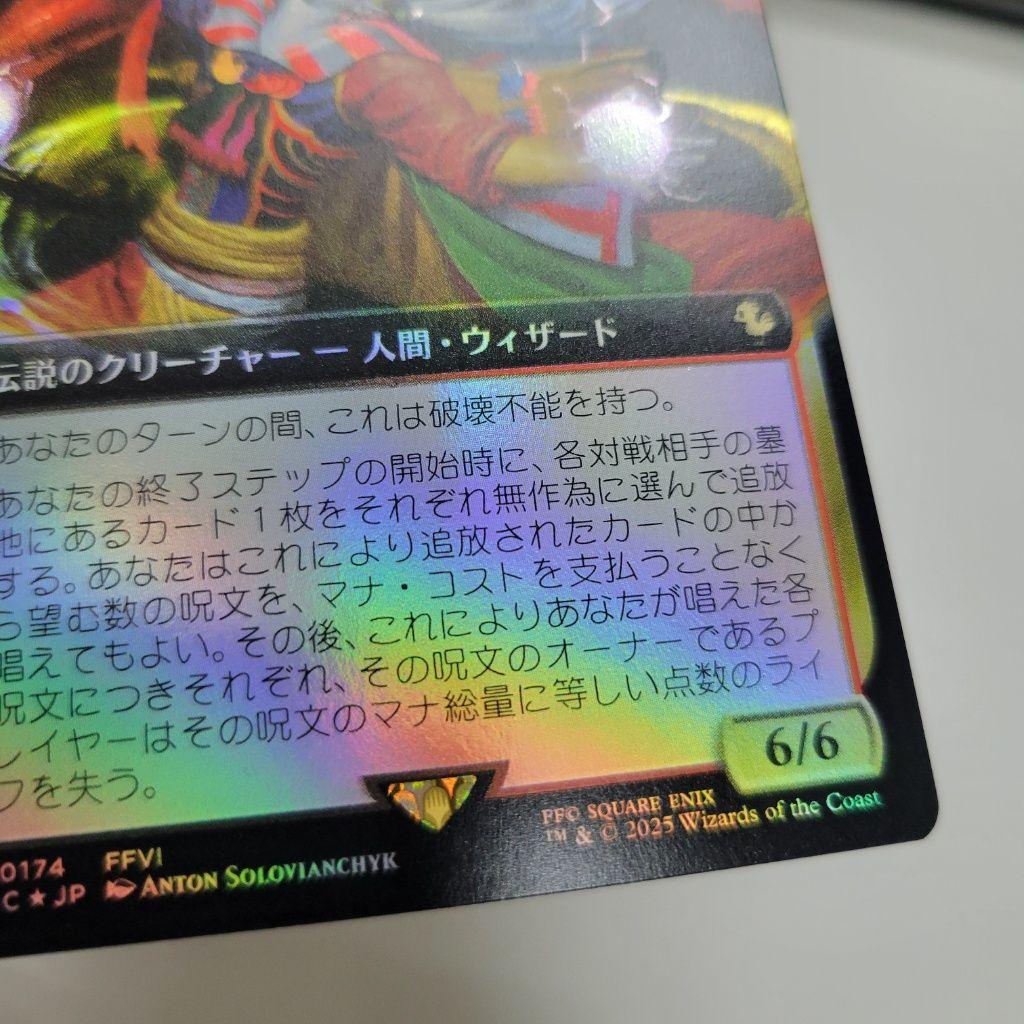 伝説のクリーチャー ― 人間・ウィザード
あなたのターンの間、これは破壊不能を持つ。
あなたの終了ステップの開始時に、各対戦相手の墓
地にあるカード１枚をそれぞれ無作為に選んで追放
する。あなたはこれにより追放されたカードの中か
ら望む数の呪文を、マナ・コストを支払うことなく
唱えてもよい。その後、これによりあなたが唱えた各
呪文につきそれぞれ、その呪文のオーナーであるプ
レイヤーはその呪文のマナ総量に等しい点数のライ
フを失う。
6/6
0174 FFVI
C★JP ANTON SOLOVIANCHYK
FF© SQUARE ENIX
™ & © 2025 Wizards of the Coast